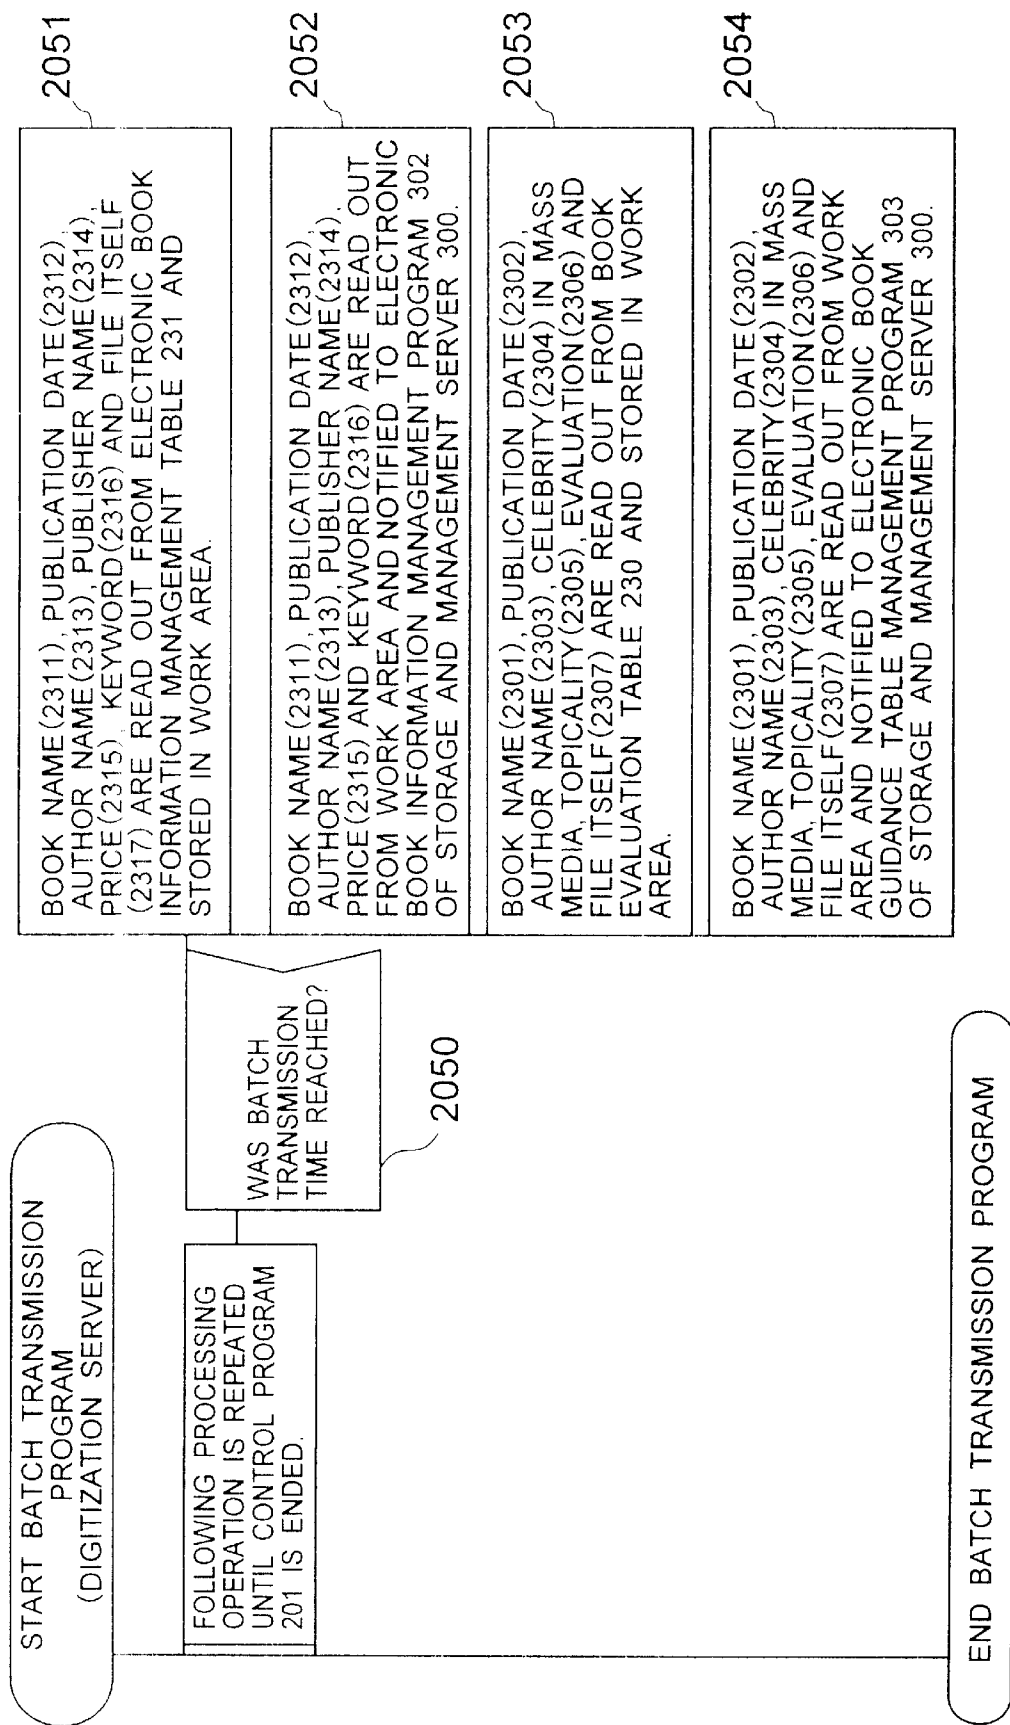 START BATCH TRANSMISSION
PROGRAM
(DIGITIZATION SERVER)
FOLLOWING PROCESSING
OPERATION IS REPEATED
UNTIL CONTROL PROGRAM
201 IS ENDED.
WAS BATCH
TRANSMISSION
TIME REACHED?
2050
BOOK NAME(2311), PUBLICATION DATE(2312),
AUTHOR NAME(2313), PUBLISHER NAME(2314),
PRICE(2315), KEYWORD(2316) AND FILE ITSELF
(2317) ARE READ OUT FROM ELECTRONIC BOOK
INFORMATION MANAGEMENT TABLE 231 AND
STORED IN WORK AREA.
2051
BOOK NAME(2311), PUBLICATION DATE(2312),
AUTHOR NAME(2313), PUBLISHER NAME(2314),
PRICE(2315) AND KEYWORD(2316) ARE READ OUT
FROM WORK AREA AND NOTIFIED TO ELECTRONIC
BOOK INFORMATION MANAGEMENT PROGRAM 302
OF STORAGE AND MANAGEMENT SERVER 300.
2052
BOOK NAME(2301), PUBLICATION DATE(2302),
AUTHOR NAME(2303), CELEBRITY(2304) IN MASS
MEDIA, TOPICALITY(2305), EVALUATION(2306) AND
FILE ITSELF(2307) ARE READ OUT FROM BOOK
EVALUATION TABLE 230 AND STORED IN WORK
AREA.
2053
BOOK NAME(2301), PUBLICATION DATE(2302),
AUTHOR NAME(2303), CELEBRITY(2304) IN MASS
MEDIA, TOPICALITY(2305), EVALUATION(2306) AND
FILE ITSELF(2307) ARE READ OUT FROM WORK
AREA AND NOTIFIED TO ELECTRONIC BOOK
GUIDANCE TABLE MANAGEMENT PROGRAM 303
OF STORAGE AND MANAGEMENT SERVER 300.
2054
END BATCH TRANSMISSION PROGRAM